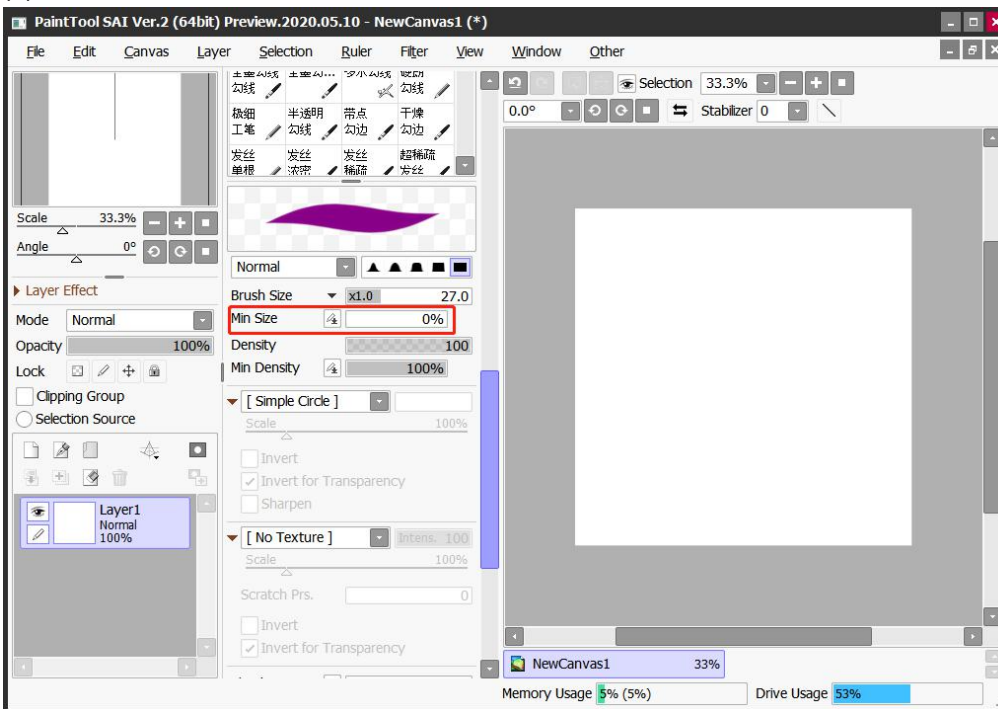 PaintTool SAI Ver.2 (64bit) Preview.2020.05.10 - NewCanvas1 (*)
File Edit Canvas Layer Selection Ruler Filter View Window Other
Selection 33.3%
0.0° Stabilizer 0
Scale 33.3%
Angle 0°
Layer Effect
Mode Normal
Opacity 100%
Lock
Clipping Group
Selection Source
Layer1
Normal
100%
勾线 勾线
极细 半透明 带点 干燥
工笔 勾线 勾边 勾边
发丝 发丝 发丝 超稀疏
单根 浓密 稀疏 发丝
Normal
Brush Size x1.0 27.0
Min Size 0%
Density 100
Min Density 100%
[ Simple Circle ]
Scale 100%
Invert
Invert for Transparency
Sharpen
[ No Texture ] Intens. 100
Scale 100%
Scratch Prs. 0
Invert
Invert for Transparency
NewCanvas1 33%
Memory Usage 5% (5%) Drive Usage 53%